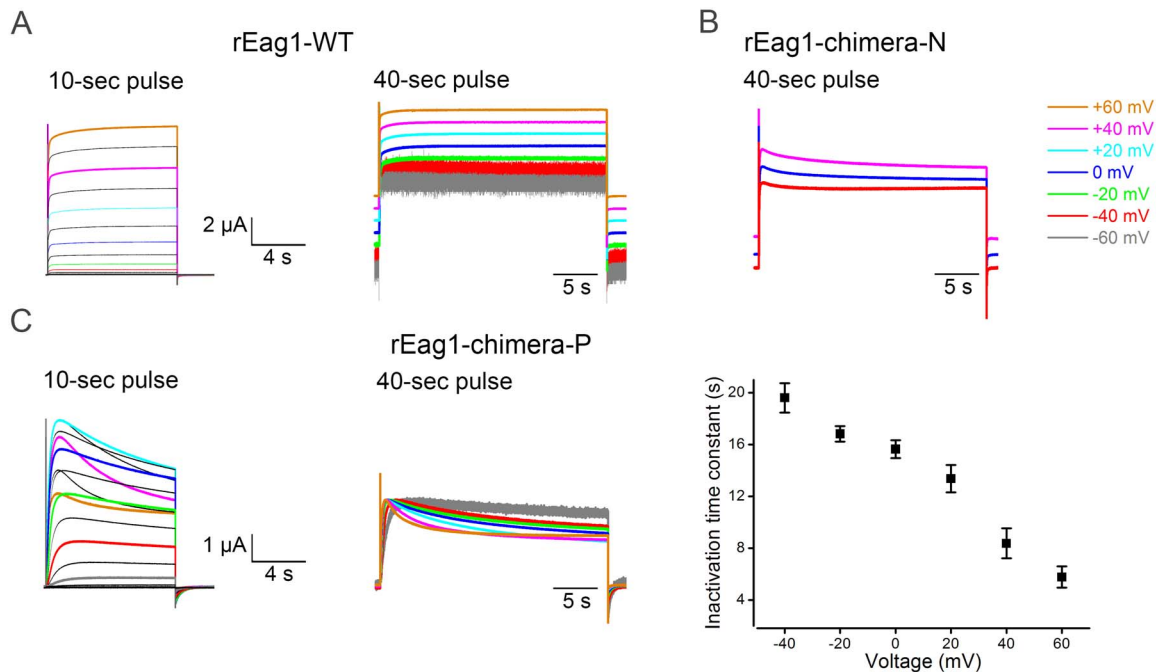 A
rEag1-WT
10-sec pulse
40-sec pulse
2 µA
4 s
5 s
B
rEag1-chimera-N
40-sec pulse
+60 mV
+40 mV
+20 mV
0 mV
-20 mV
-40 mV
-60 mV
5 s
C
rEag1-chimera-P
10-sec pulse
40-sec pulse
1 µA
4 s
5 s
Inactivation time constant (s)
20
16
12
8
4
-40 -20 0 20 40 60
Voltage (mV)